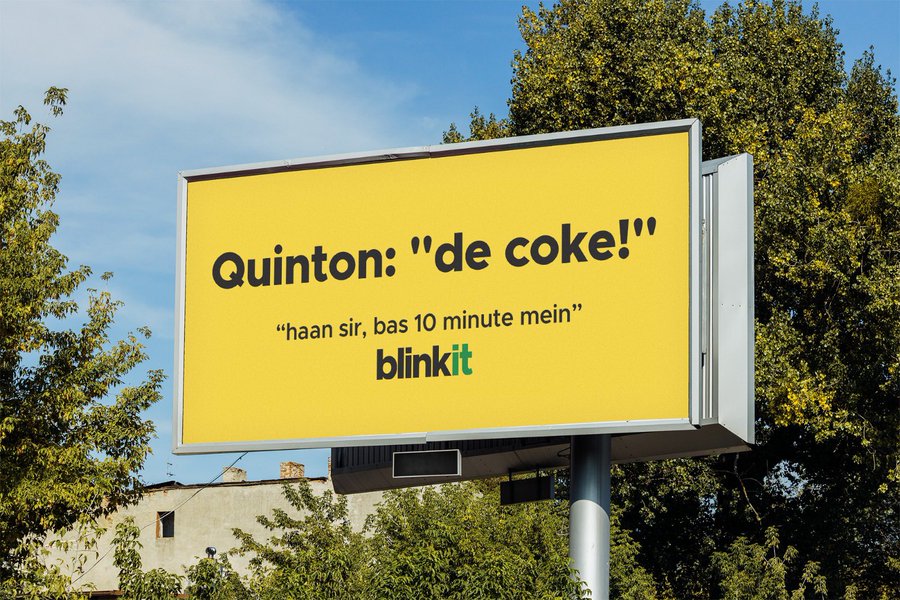 Quinton: "de coke!"
“haan sir, bas 10 minute mein”
blinkit